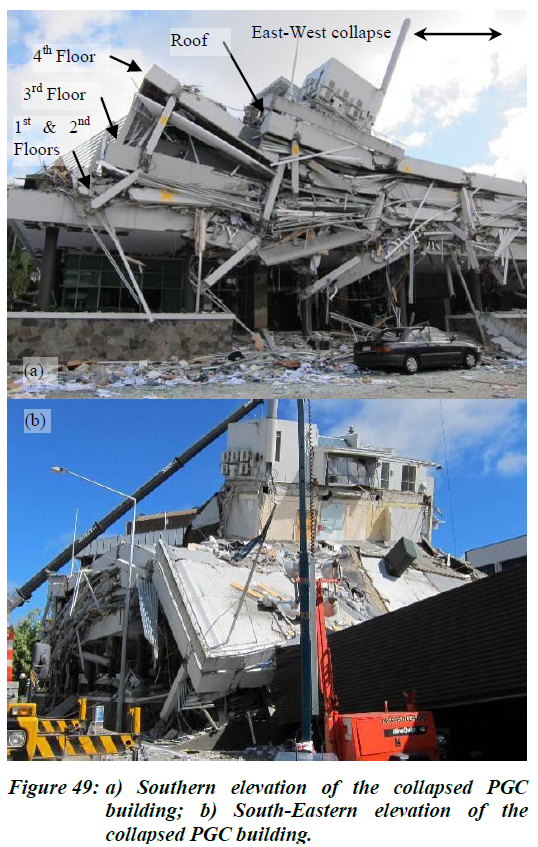 Roof
East-West collapse
4th Floor
3rd Floor
1st & 2nd
Floors
(a)
(b)
Figure 49: a) Southern elevation of the collapsed PGC
building; b) South-Eastern elevation of the
collapsed PGC building.